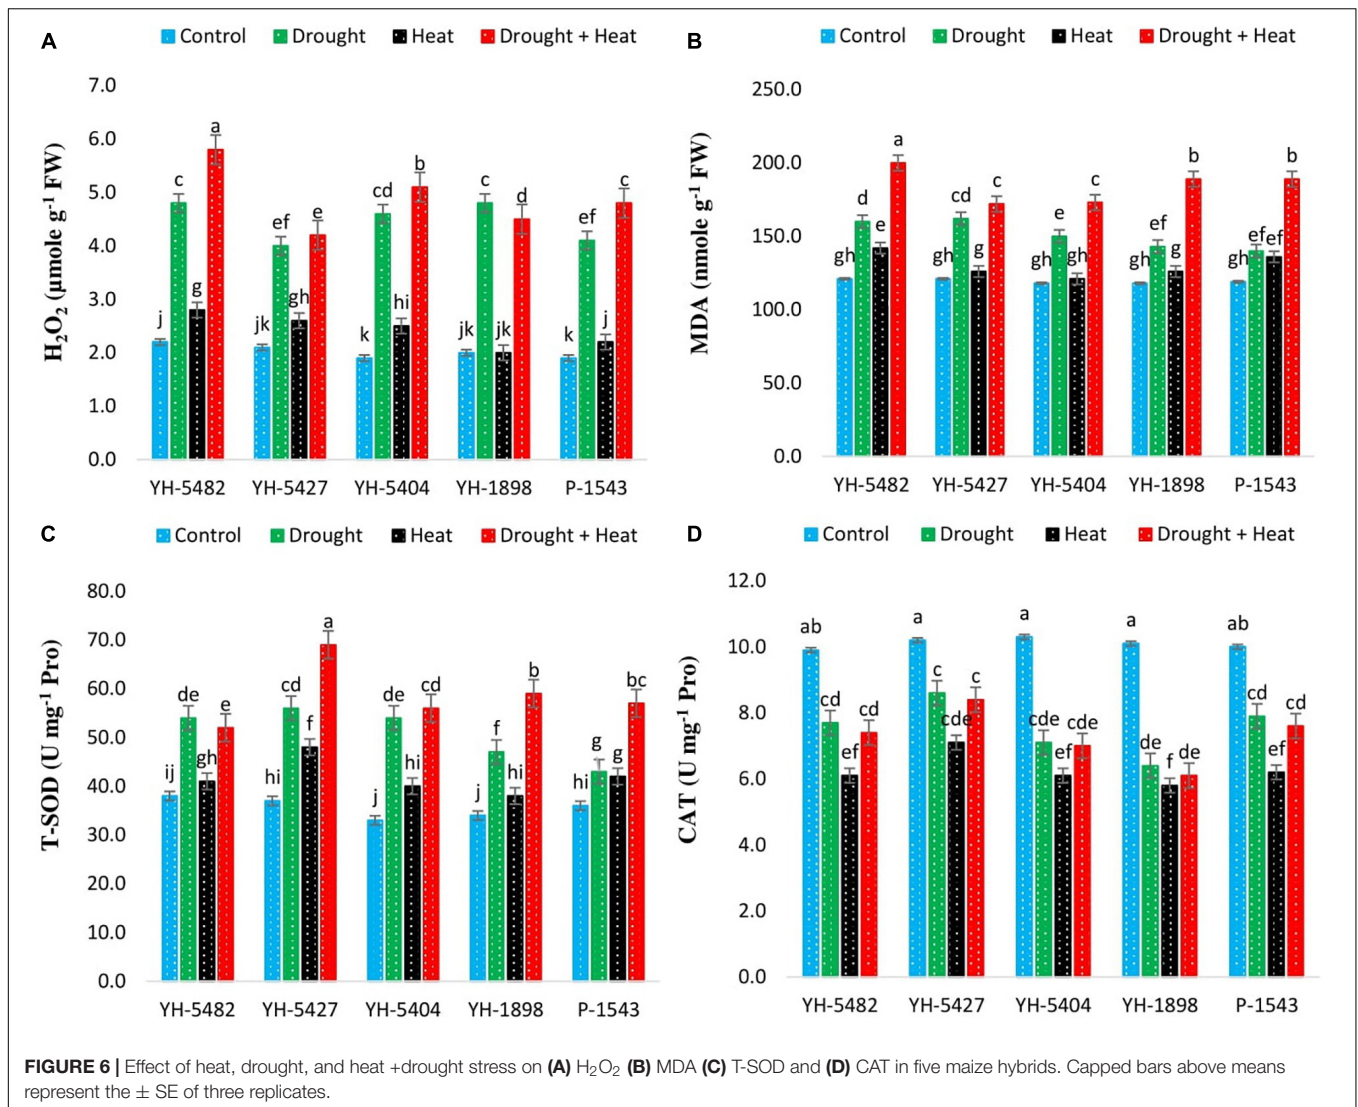 A
Control Drought Heat Drought + Heat
7.0
6.0
5.0
4.0
3.0
2.0
1.0
0.0
H2O2 (µmole g-1 FW)
j c g a
jk ef gh e
k cd hi b
jk c jk d
k ef j c
YH-5482 YH-5427 YH-5404 YH-1898 P-1543
B
Control Drought Heat Drought + Heat
250.0
200.0
150.0
100.0
50.0
0.0
MDA (nmole g-1 FW)
gh d e a
gh cd g c
gh e gh c
gh ef g b
gh ef ef b
YH-5482 YH-5427 YH-5404 YH-1898 P-1543
C
Control Drought Heat Drought + Heat
80.0
70.0
60.0
50.0
40.0
30.0
20.0
10.0
0.0
T-SOD (U mg-1 Pro)
ij de gh e
hi cd f a
j de hi cd
j f hi b
hi g g bc
YH-5482 YH-5427 YH-5404 YH-1898 P-1543
D
Control Drought Heat Drought + Heat
12.0
10.0
8.0
6.0
4.0
2.0
0.0
CAT (U mg-1 Pro)
ab cd ef cd
a c cde c
a cde ef cde
a de f de
ab cd ef cd
YH-5482 YH-5427 YH-5404 YH-1898 P-1543
FIGURE 6 | Effect of heat, drought, and heat +drought stress on (A) H2O2 (B) MDA (C) T-SOD and (D) CAT in five maize hybrids. Capped bars above means
represent the ± SE of three replicates.